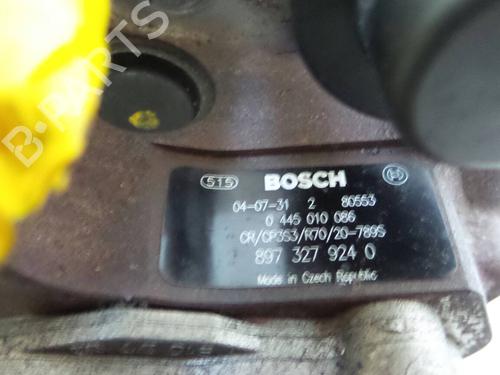 B-PARTS
515 BOSCH
04-07-31 2 80553
0 445 010 086
CR/CP3S3/R70/20-789S
897 327 924 0
Made in Czech Republic